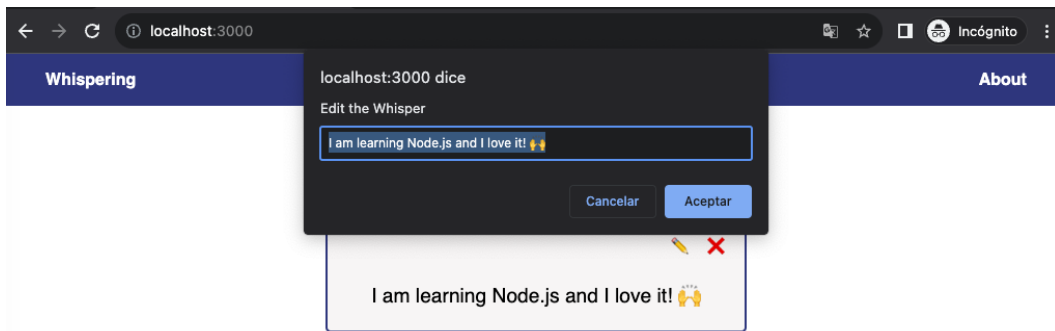 localhost:3000
Incógnito
Whispering
About
localhost:3000 dice
Edit the Whisper
I am learning Node.js and I love it! 🙌
Cancelar
Aceptar
I am learning Node.js and I love it! 🙌